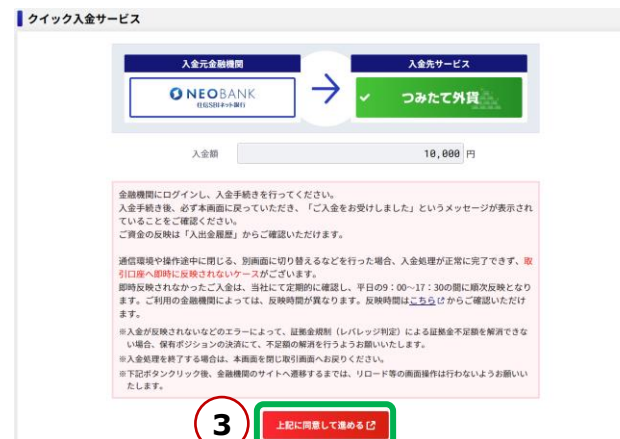 クイック入金サービス
入金元金融機関
入金先サービス
NEOBANK
住信SBIネット銀行
つみたて外貨
入金額
10,000 円
金融機関にログインし、入金手続きを行ってください。
入金手続き後、必ず本画面に戻っていただき、「ご入金をお受けしました」というメッセージが表示され
ていることをご確認ください。
ご資金の反映は「入出金履歴」からご確認いただけます。
通信環境や操作途中に閉じる、別画面に切り替えるなどを行った場合、入金処理が正常に完了できず、取
引口座へ即時に反映されないケースがございます。
即時反映されなかったご入金は、当社にて定期的に確認し、平日の9：00～17：30の間に順次反映となり
ます。ご利用の金融機関によっては、反映時間が異なります。反映時間はこちらからご確認いただけ
ます。
※入金が反映されないなどのエラーによって、証拠金規制（レバレッジ判定）による証拠金不足額を解消できな
い場合、保有ポジションの決済にて、不足額の解消を行うようお願いいたします。
※入金処理を終了する場合は、本画面を閉じ取引画面へお戻りください。
※下記ボタンクリック後、金融機関のサイトへ遷移するまでは、リロード等の画面操作は行わないようお願いい
たします。
3
上記に同意して進める